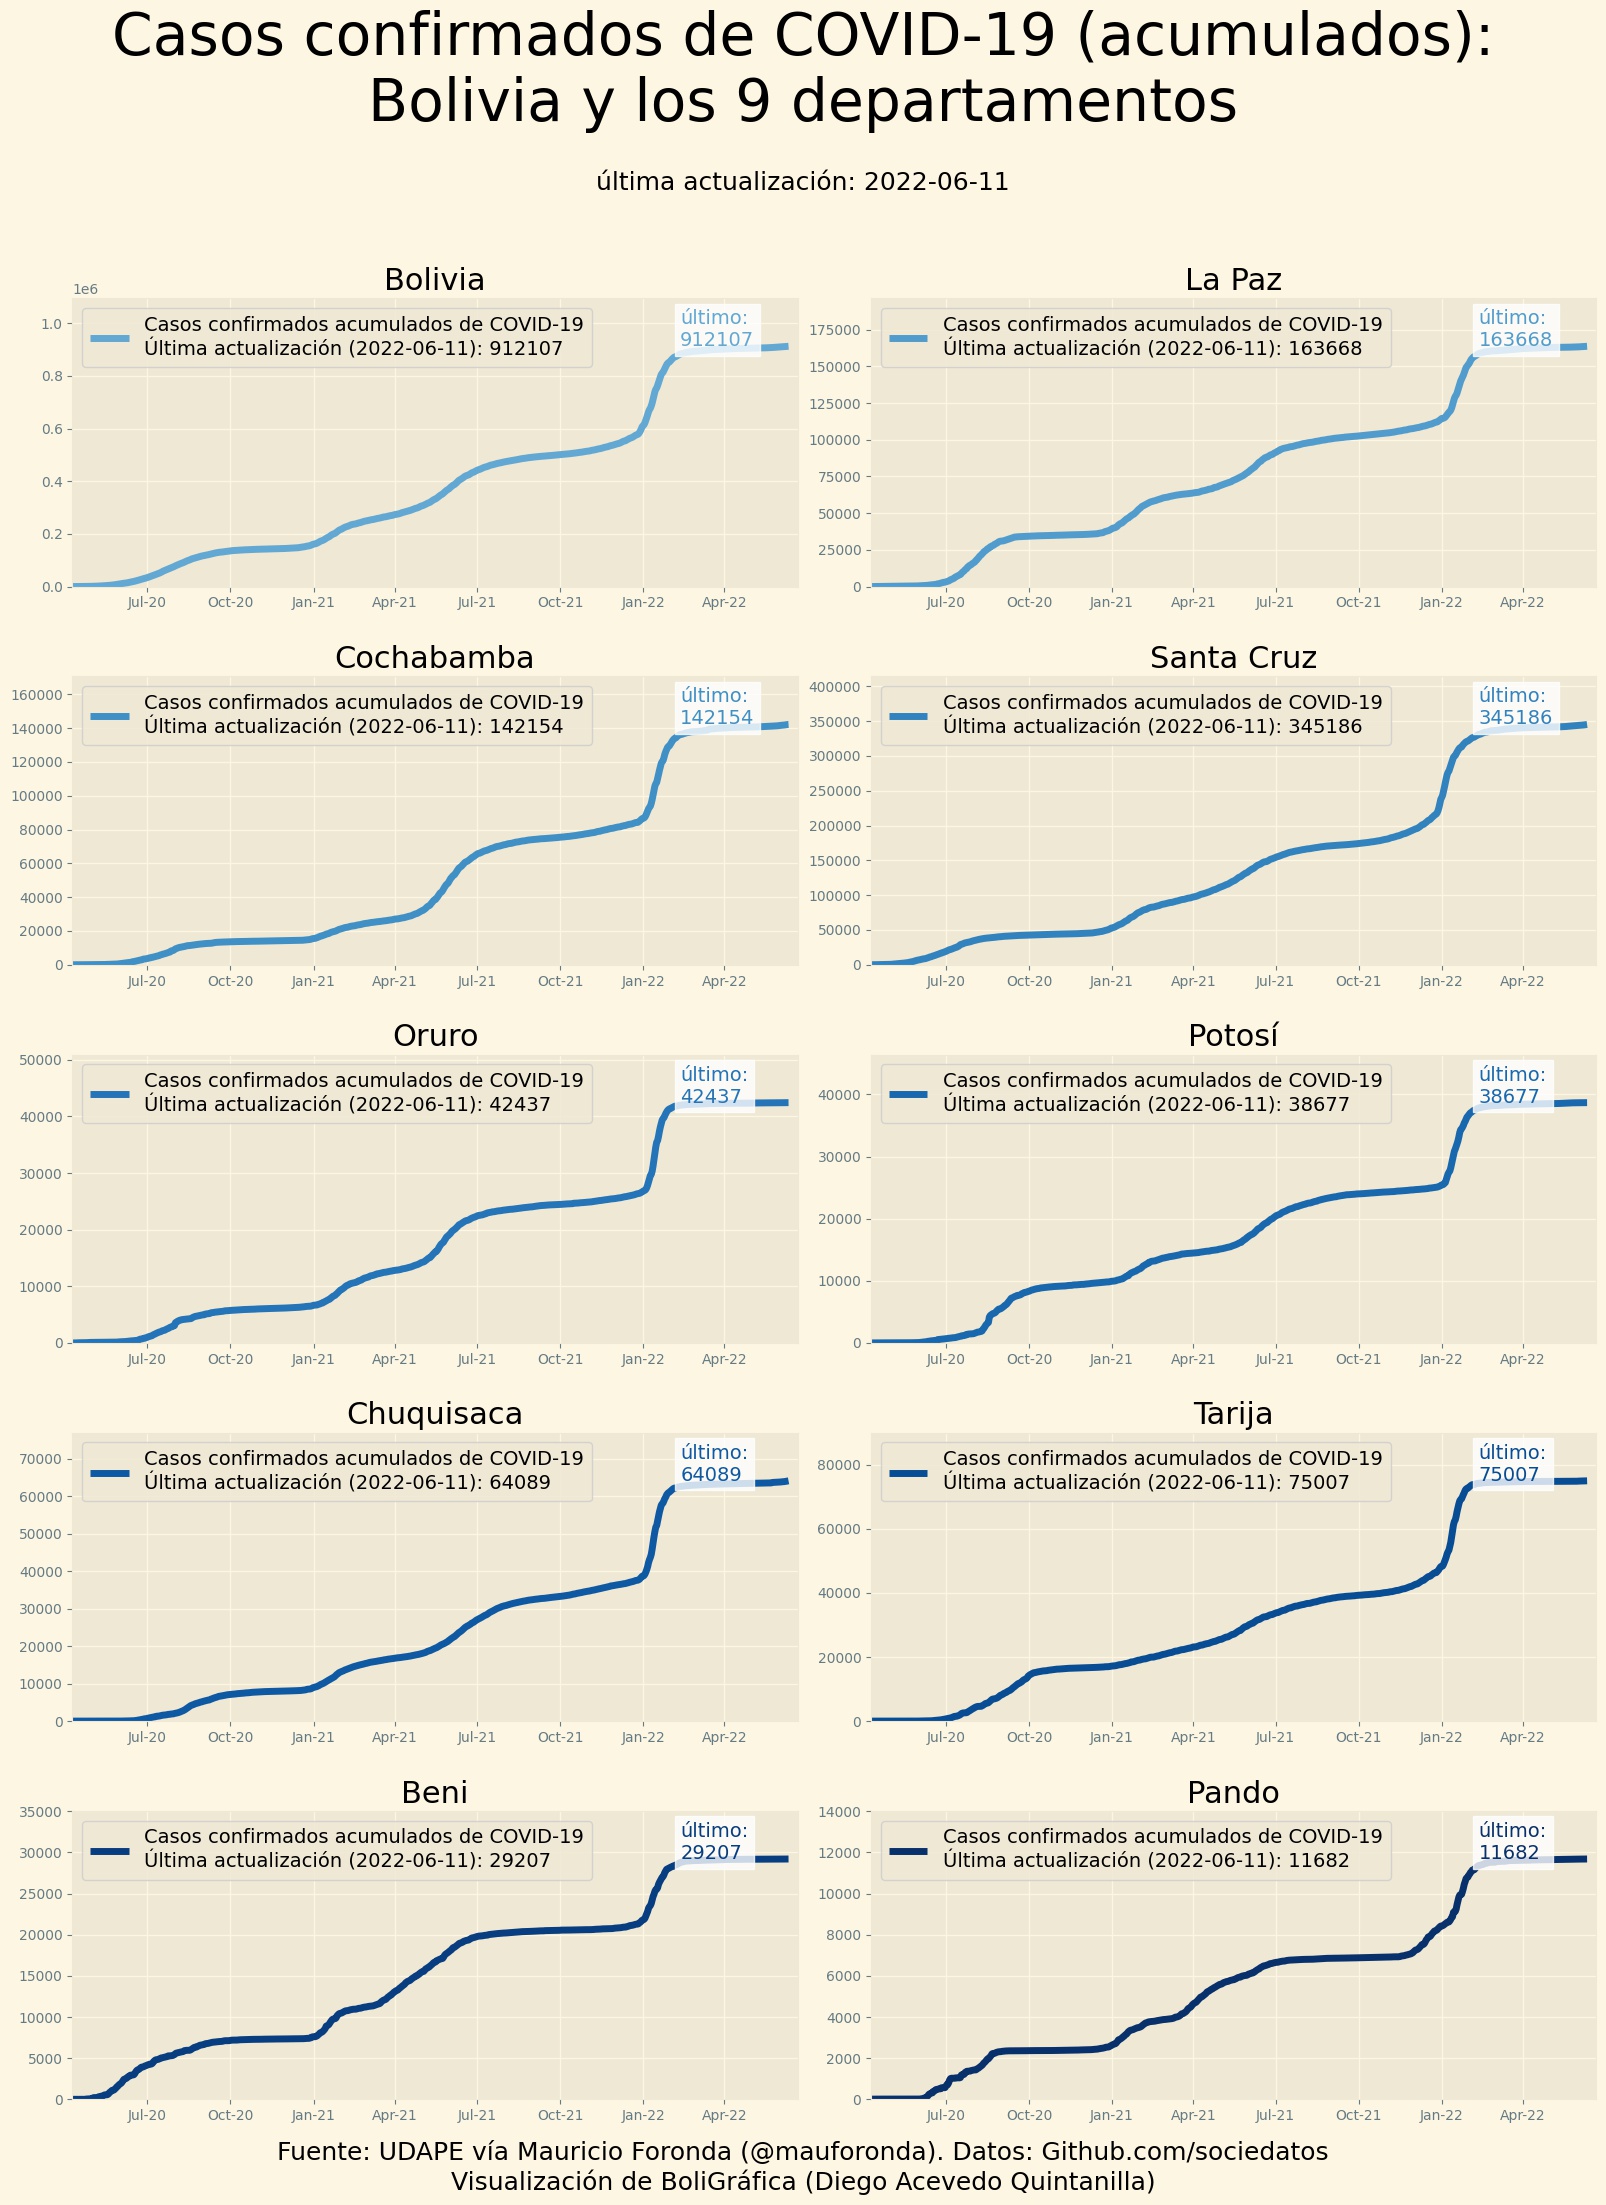 Casos confirmados de COVID-19 (acumulados):
Bolivia y los 9 departamentos
última actualización: 2022-06-11
Bolivia
1e6
Casos confirmados acumulados de COVID-19
Última actualización (2022-06-11): 912107
último:
912107
1.0
0.8
0.6
0.4
0.2
0.0
Jul-20 Oct-20 Jan-21 Apr-21 Jul-21 Oct-21 Jan-22 Apr-22
La Paz
Casos confirmados acumulados de COVID-19
Última actualización (2022-06-11): 163668
último:
163668
175000
150000
125000
100000
75000
50000
25000
0
Jul-20 Oct-20 Jan-21 Apr-21 Jul-21 Oct-21 Jan-22 Apr-22
Cochabamba
Casos confirmados acumulados de COVID-19
Última actualización (2022-06-11): 142154
último:
142154
160000
140000
120000
100000
80000
60000
40000
20000
0
Jul-20 Oct-20 Jan-21 Apr-21 Jul-21 Oct-21 Jan-22 Apr-22
Santa Cruz
Casos confirmados acumulados de COVID-19
Última actualización (2022-06-11): 345186
último:
345186
400000
350000
300000
250000
200000
150000
100000
50000
0
Jul-20 Oct-20 Jan-21 Apr-21 Jul-21 Oct-21 Jan-22 Apr-22
Oruro
Casos confirmados acumulados de COVID-19
Última actualización (2022-06-11): 42437
último:
42437
50000
40000
30000
20000
10000
0
Jul-20 Oct-20 Jan-21 Apr-21 Jul-21 Oct-21 Jan-22 Apr-22
Potosí
Casos confirmados acumulados de COVID-19
Última actualización (2022-06-11): 38677
último:
38677
40000
30000
20000
10000
0
Jul-20 Oct-20 Jan-21 Apr-21 Jul-21 Oct-21 Jan-22 Apr-22
Chuquisaca
Casos confirmados acumulados de COVID-19
Última actualización (2022-06-11): 64089
último:
64089
70000
60000
50000
40000
30000
20000
10000
0
Jul-20 Oct-20 Jan-21 Apr-21 Jul-21 Oct-21 Jan-22 Apr-22
Tarija
Casos confirmados acumulados de COVID-19
Última actualización (2022-06-11): 75007
último:
75007
80000
60000
40000
20000
0
Jul-20 Oct-20 Jan-21 Apr-21 Jul-21 Oct-21 Jan-22 Apr-22
Beni
Casos confirmados acumulados de COVID-19
Última actualización (2022-06-11): 29207
último:
29207
35000
30000
25000
20000
15000
10000
5000
0
Jul-20 Oct-20 Jan-21 Apr-21 Jul-21 Oct-21 Jan-22 Apr-22
Pando
Casos confirmados acumulados de COVID-19
Última actualización (2022-06-11): 11682
último:
11682
14000
12000
10000
8000
6000
4000
2000
0
Jul-20 Oct-20 Jan-21 Apr-21 Jul-21 Oct-21 Jan-22 Apr-22
Fuente: UDAPE vía Mauricio Foronda (@mauforonda). Datos: Github.com/sociedatos
Visualización de BoliGráfica (Diego Acevedo Quintanilla)